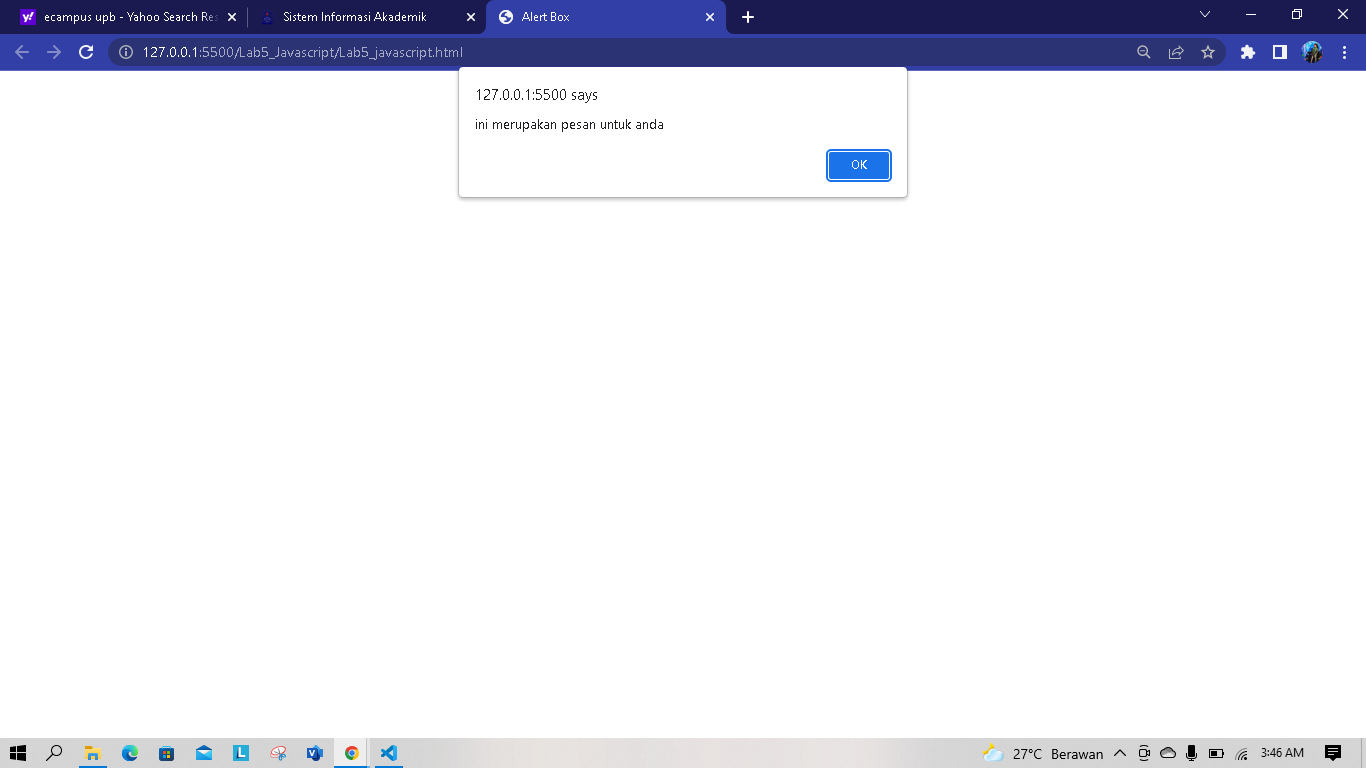 ecampus upb - Yahoo Search Res
Sistem Informasi Akademik
Alert Box
127.0.0.1:5500/Lab5_Javascript/Lab5_javascript.html
127.0.0.1:5500 says
ini merupakan pesan untuk anda
OK
27°C Berawan
3:46 AM